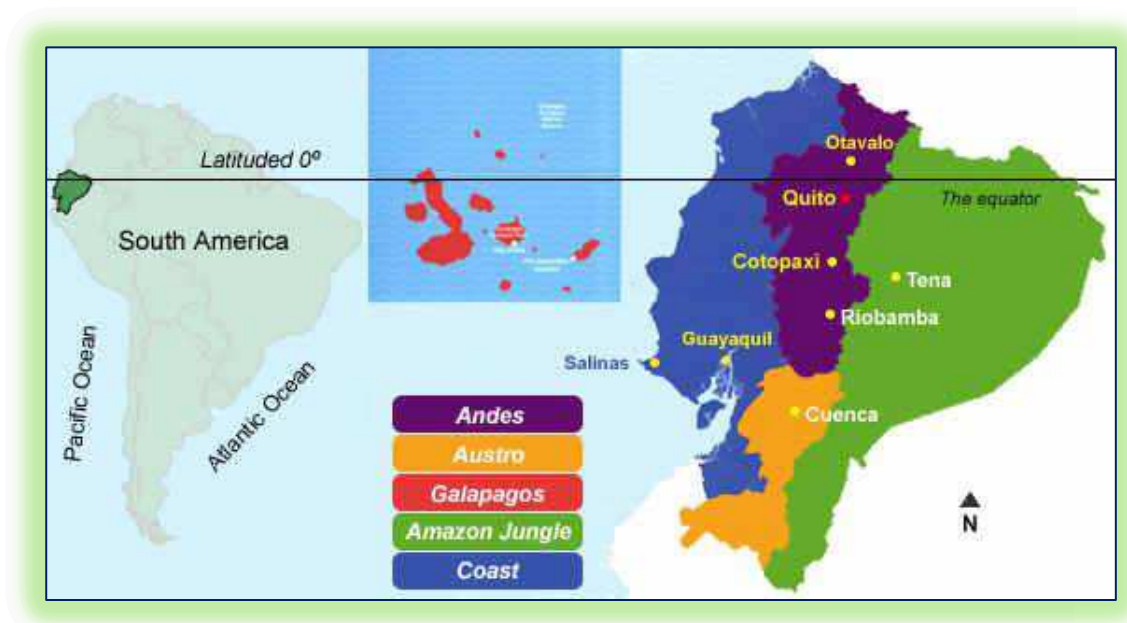 Latituded 0º
South America
Pacific Ocean
Atlantic Ocean
Otavalo
Quito
The equator
Cotopaxi
Tena
Riobamba
Guayaquil
Salinas
Cuenca
Andes
Austro
Galapagos
Amazon Jungle
Coast
N